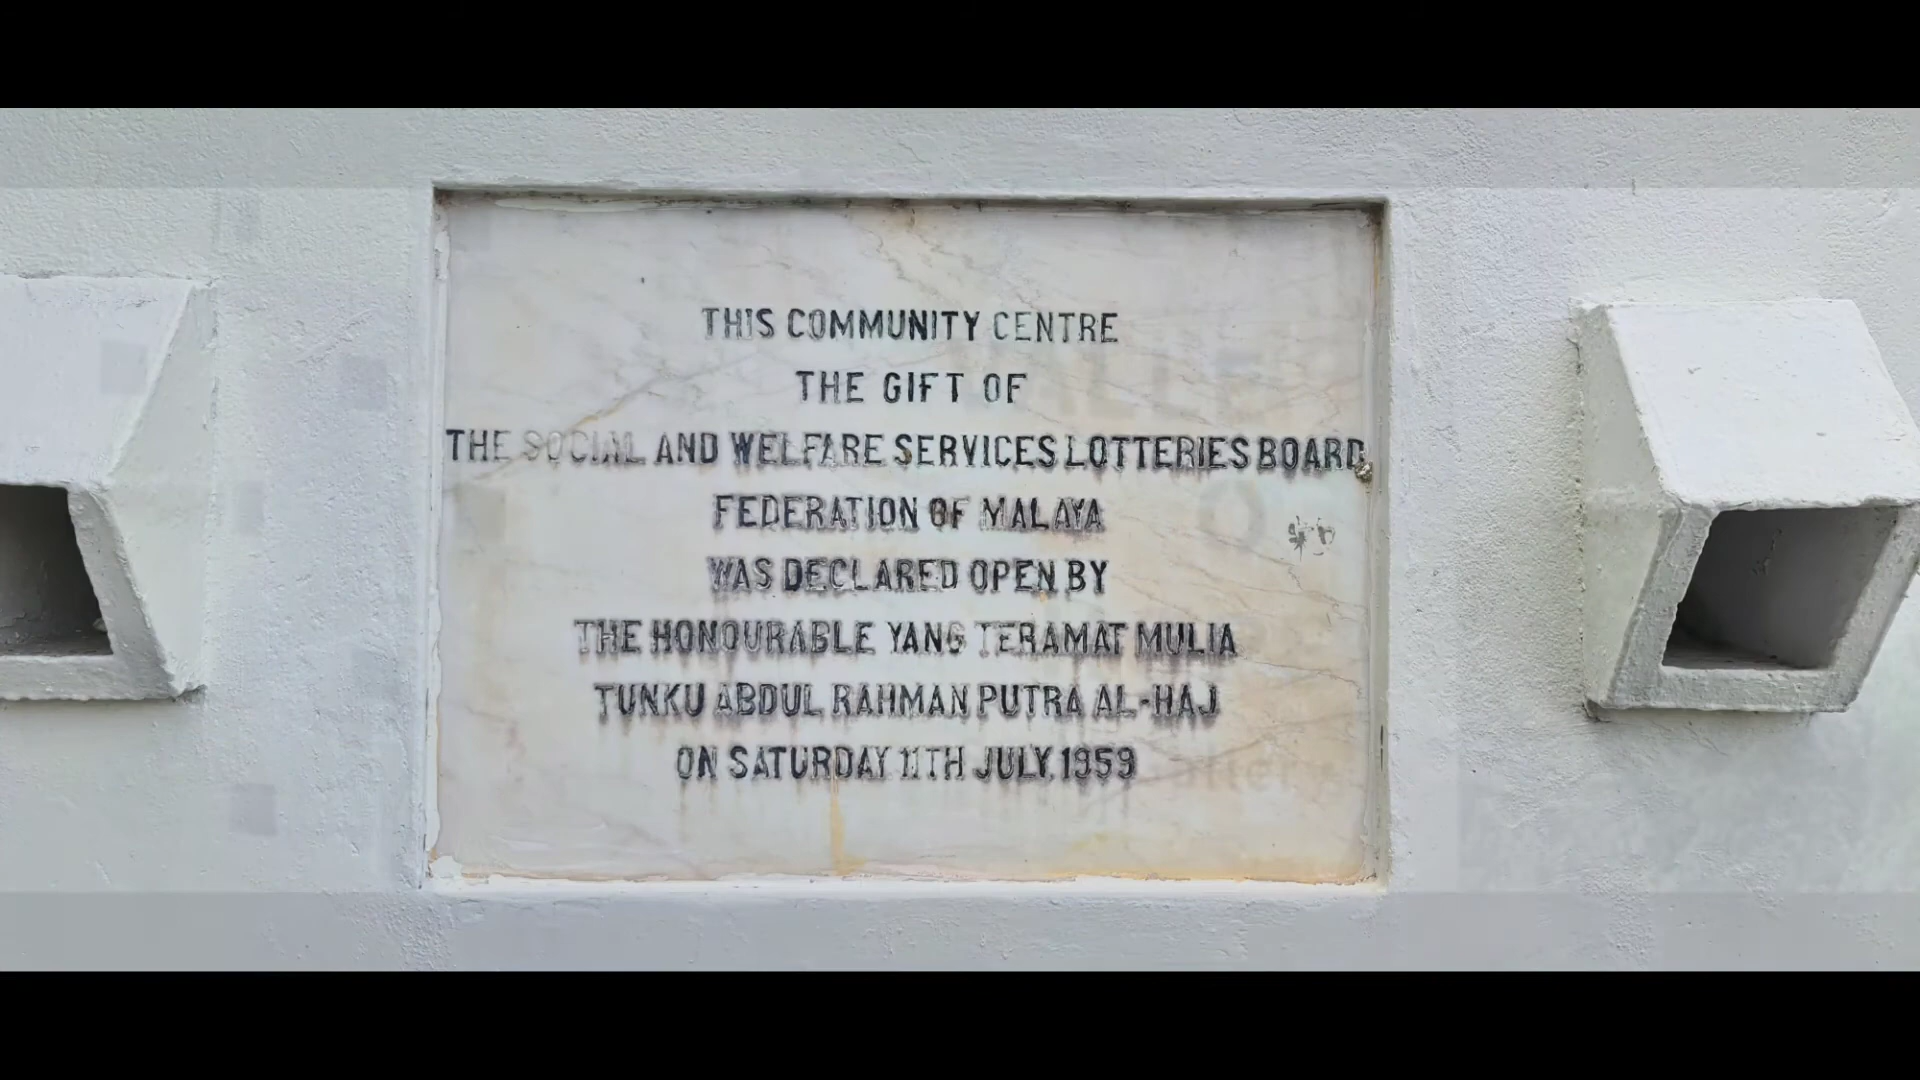 THIS COMMUNITY CENTRE
THE GIFT OF
THE SOCIAL AND WELFARE SERVICES LOTTERIES BOARD
FEDERATION OF MALAYA
WAS DECLARED OPEN BY
THE HONOURABLE YANG TERAMAT MULIA
TUNKU ABDUL RAHMAN PUTRA AL-HAJ
ON SATURDAY 11TH JULY, 1959